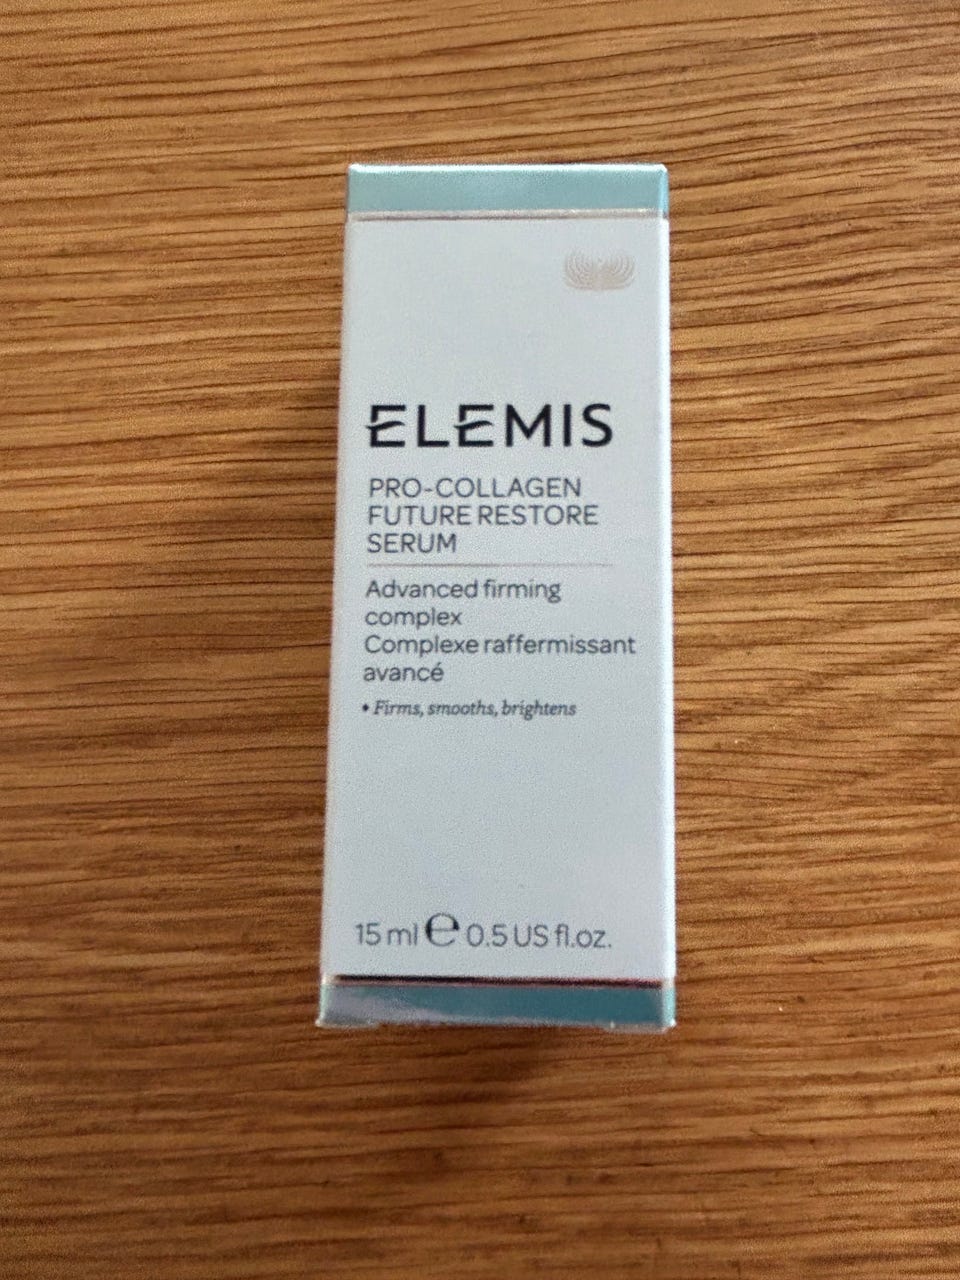 ELEMIS
PRO-COLLAGEN
FUTURE RESTORE
SERUM
Advanced firming
complex
Complexe raffermissant
avancé
• Firms, smooths, brightens
15 ml ℮ 0.5 US fl.oz.